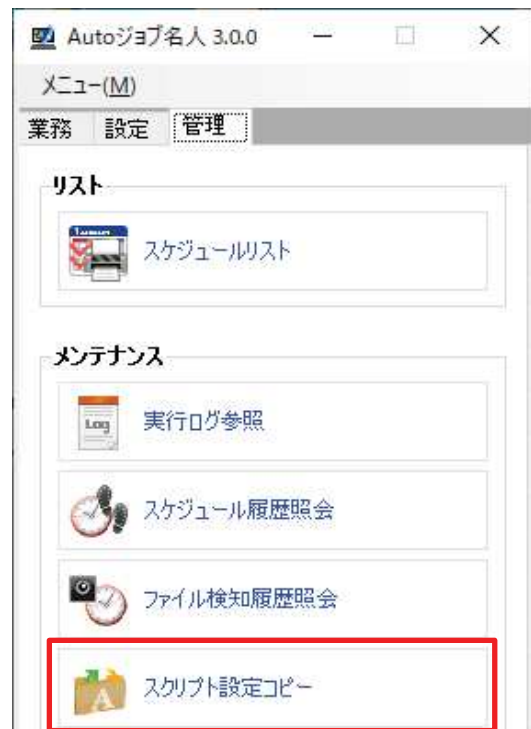 Autoジョブ名人 3.0.0
メニュー(M)
業務 設定 管理
リスト
スケジュールリスト
メンテナンス
Log
実行ログ参照
スケジュール履歴照会
ファイル検知履歴照会
A
スクリプト設定コピー